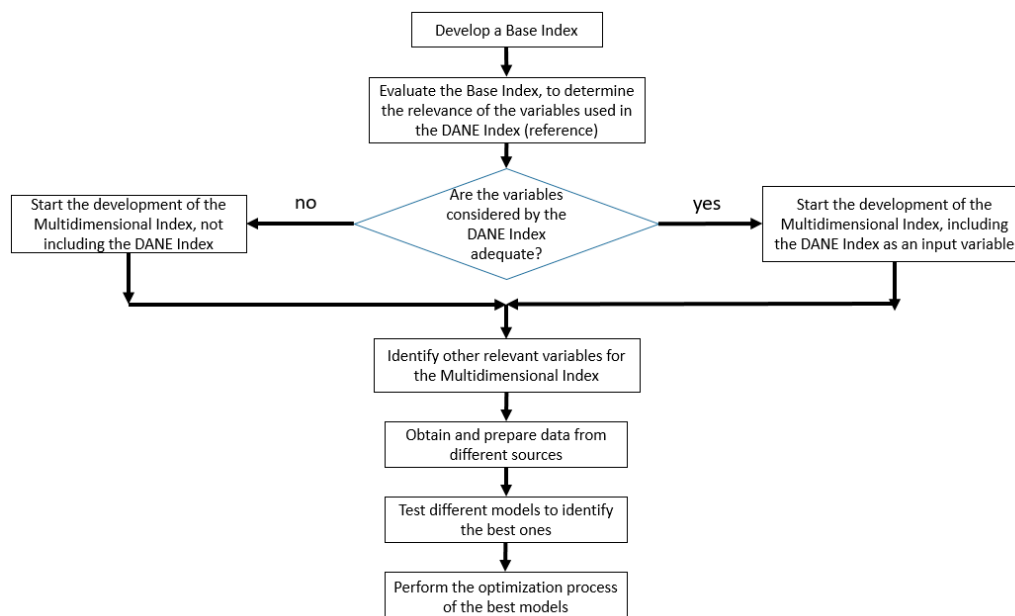 Develop a Base Index
Evaluate the Base Index, to determine
the relevance of the variables used in
the DANE Index (reference)
Are the variables
considered by the
DANE Index
adequate?
no
yes
Start the development of the
Multidimensional Index, not
including the DANE Index
Start the development of the
Multidimensional Index, including
the DANE Index as an input variable
Identify other relevant variables for
the Multidimensional Index
Obtain and prepare data from
different sources
Test different models to identify
the best ones
Perform the optimization process
of the best models